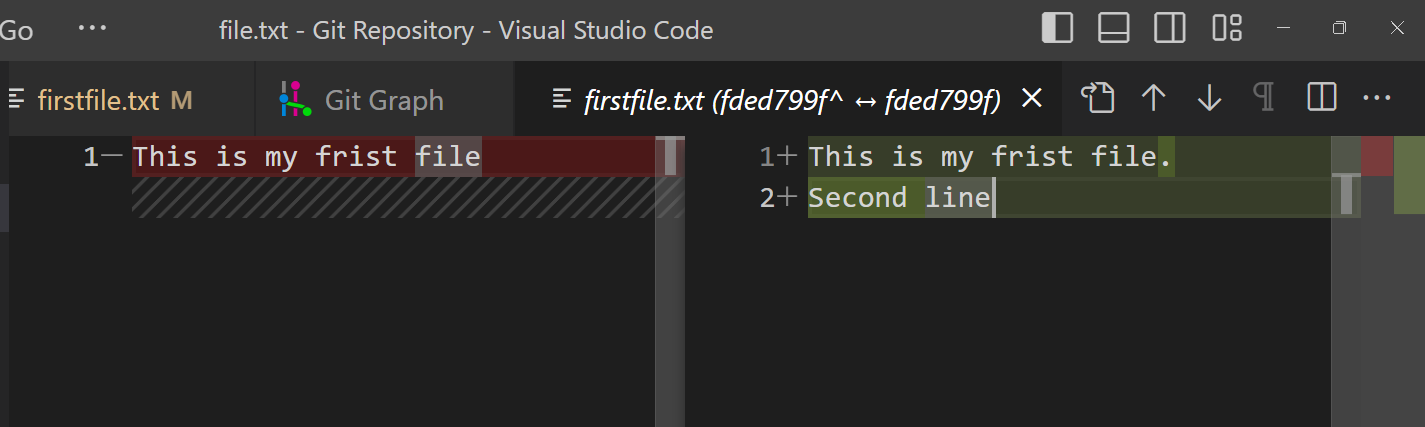 Go ... file.txt - Git Repository - Visual Studio Code
firstfile.txt M Git Graph firstfile.txt (fded799f^ ↔ fded799f)
1— This is my frist file
1+ This is my frist file.
2+ Second line